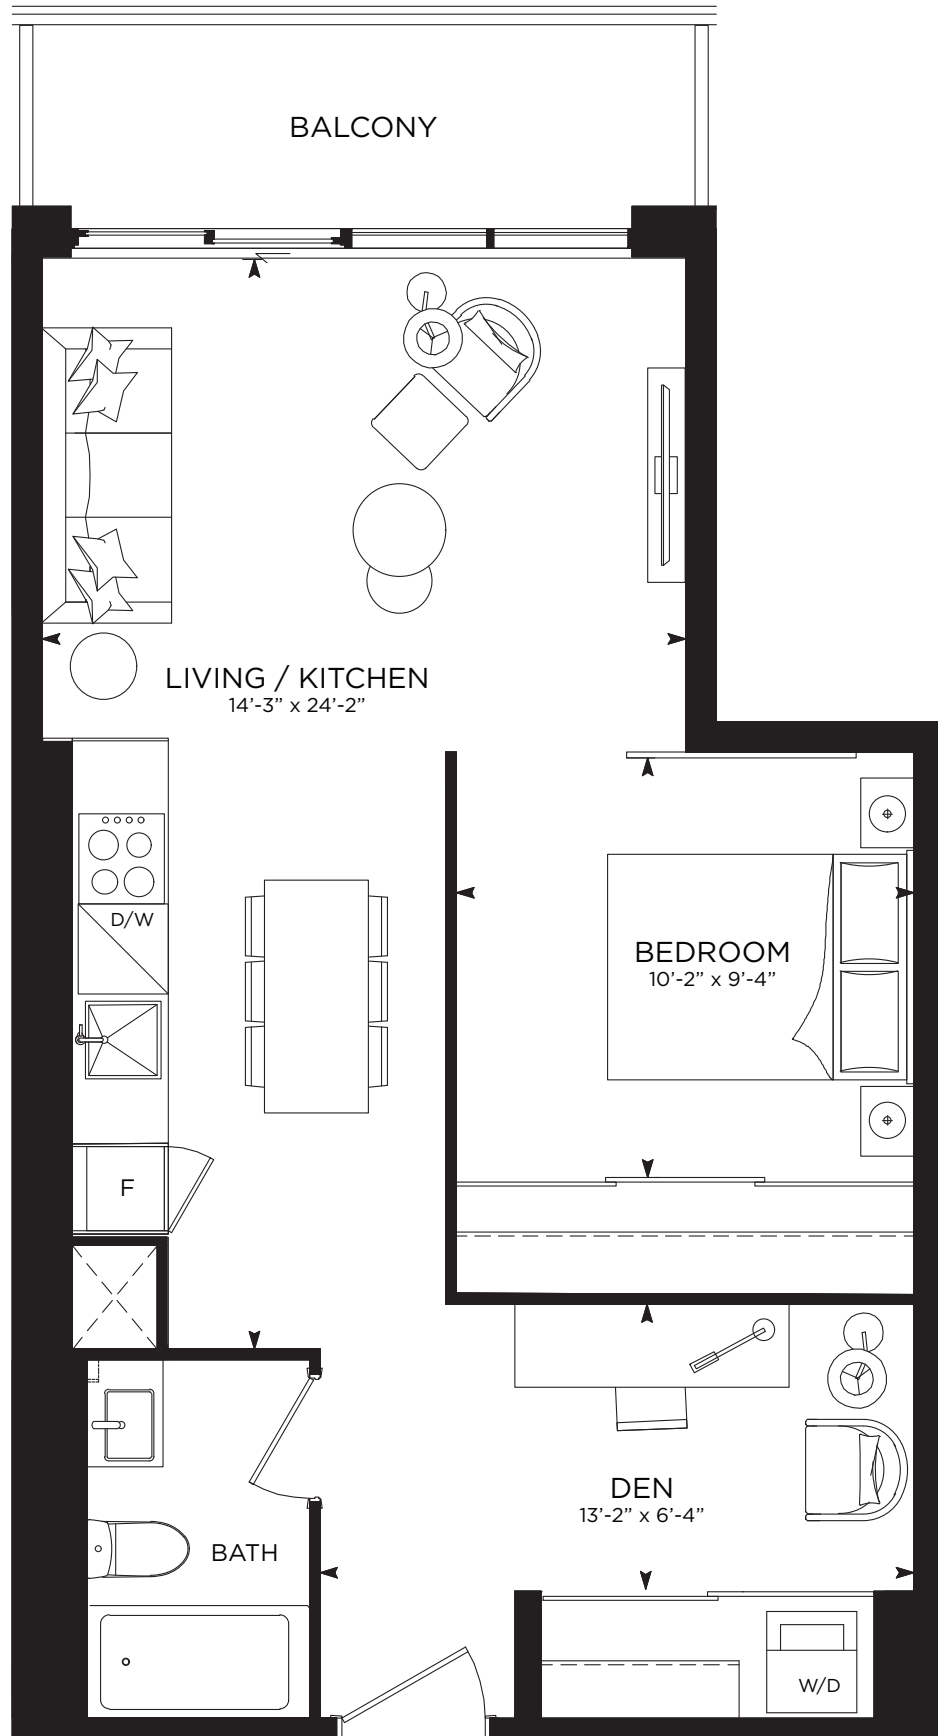 BALCONY
LIVING / KITCHEN
14’-3” x 24’-2”
D/W
BEDROOM
10’-2” x 9’-4”
F
DEN
13’-2” x 6’-4”
BATH
W/D